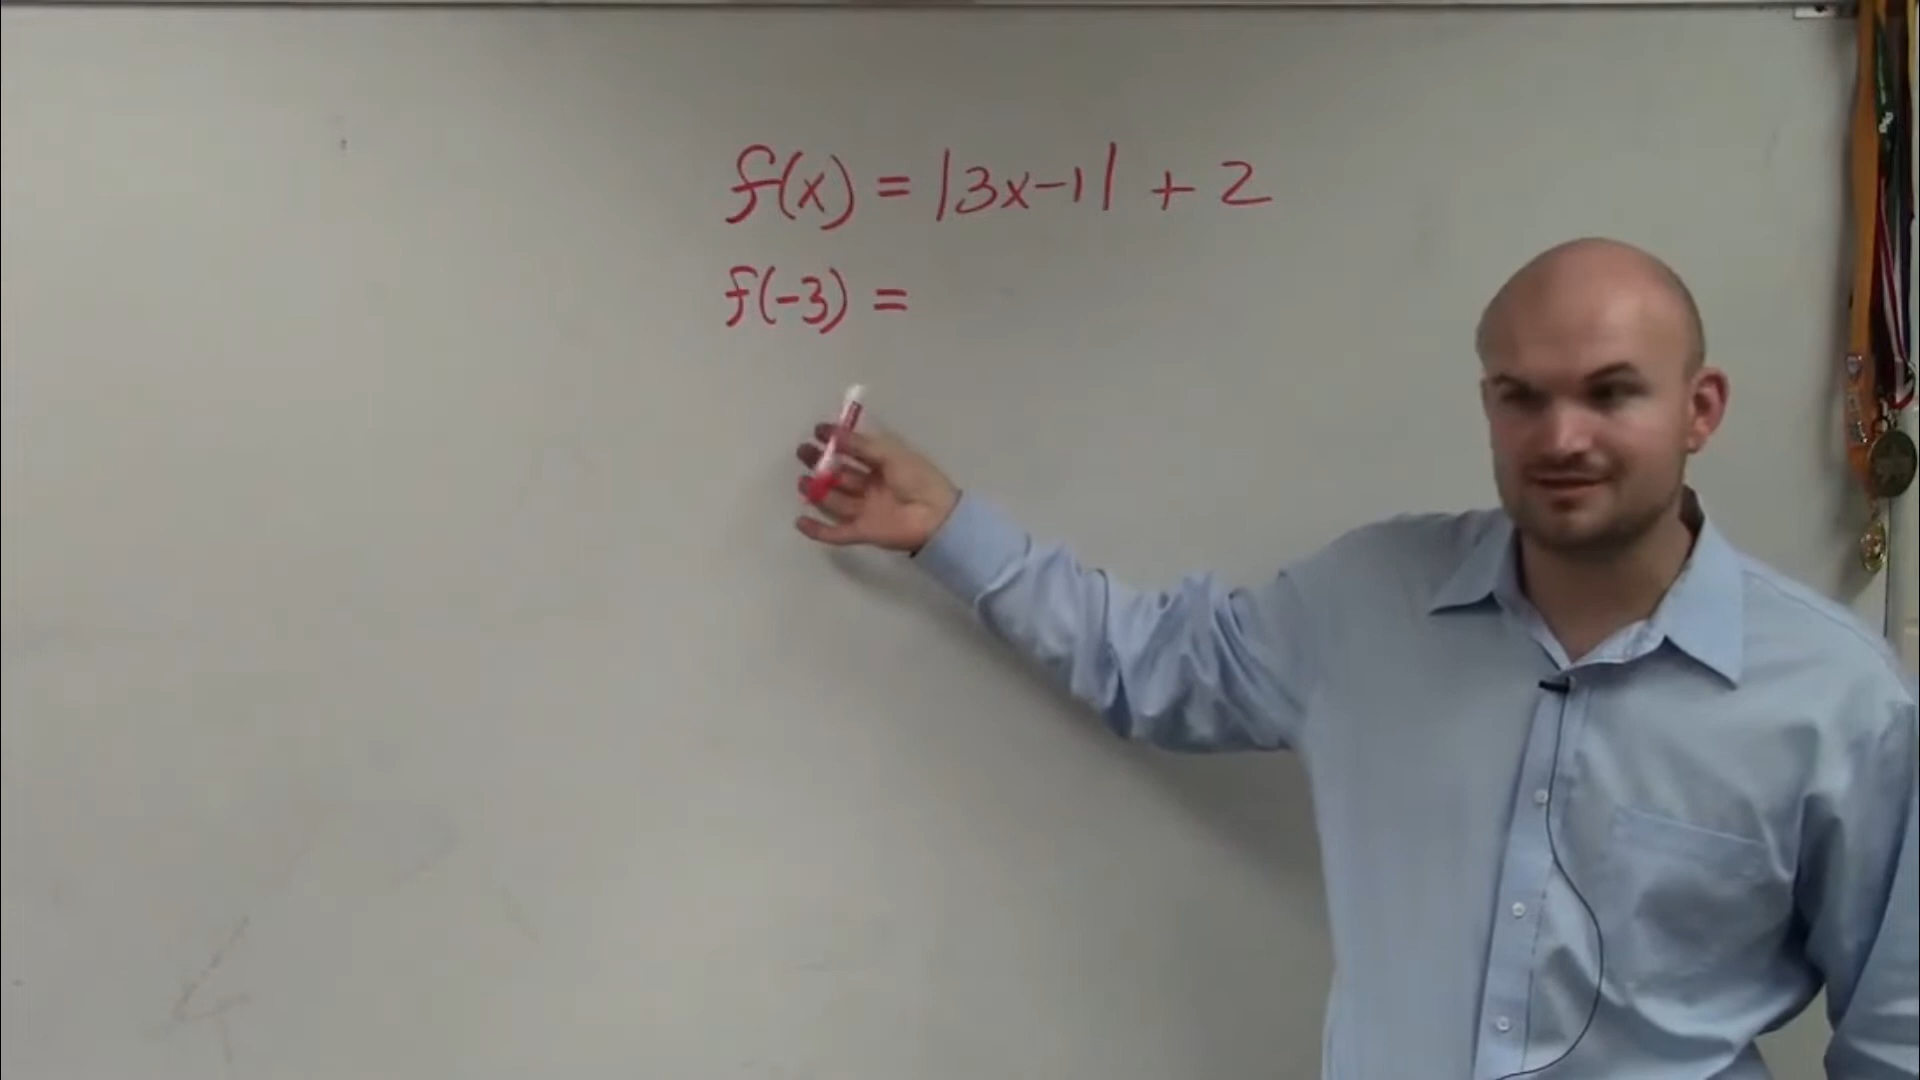 f(x) = |3x-1| + 2
f(-3) =